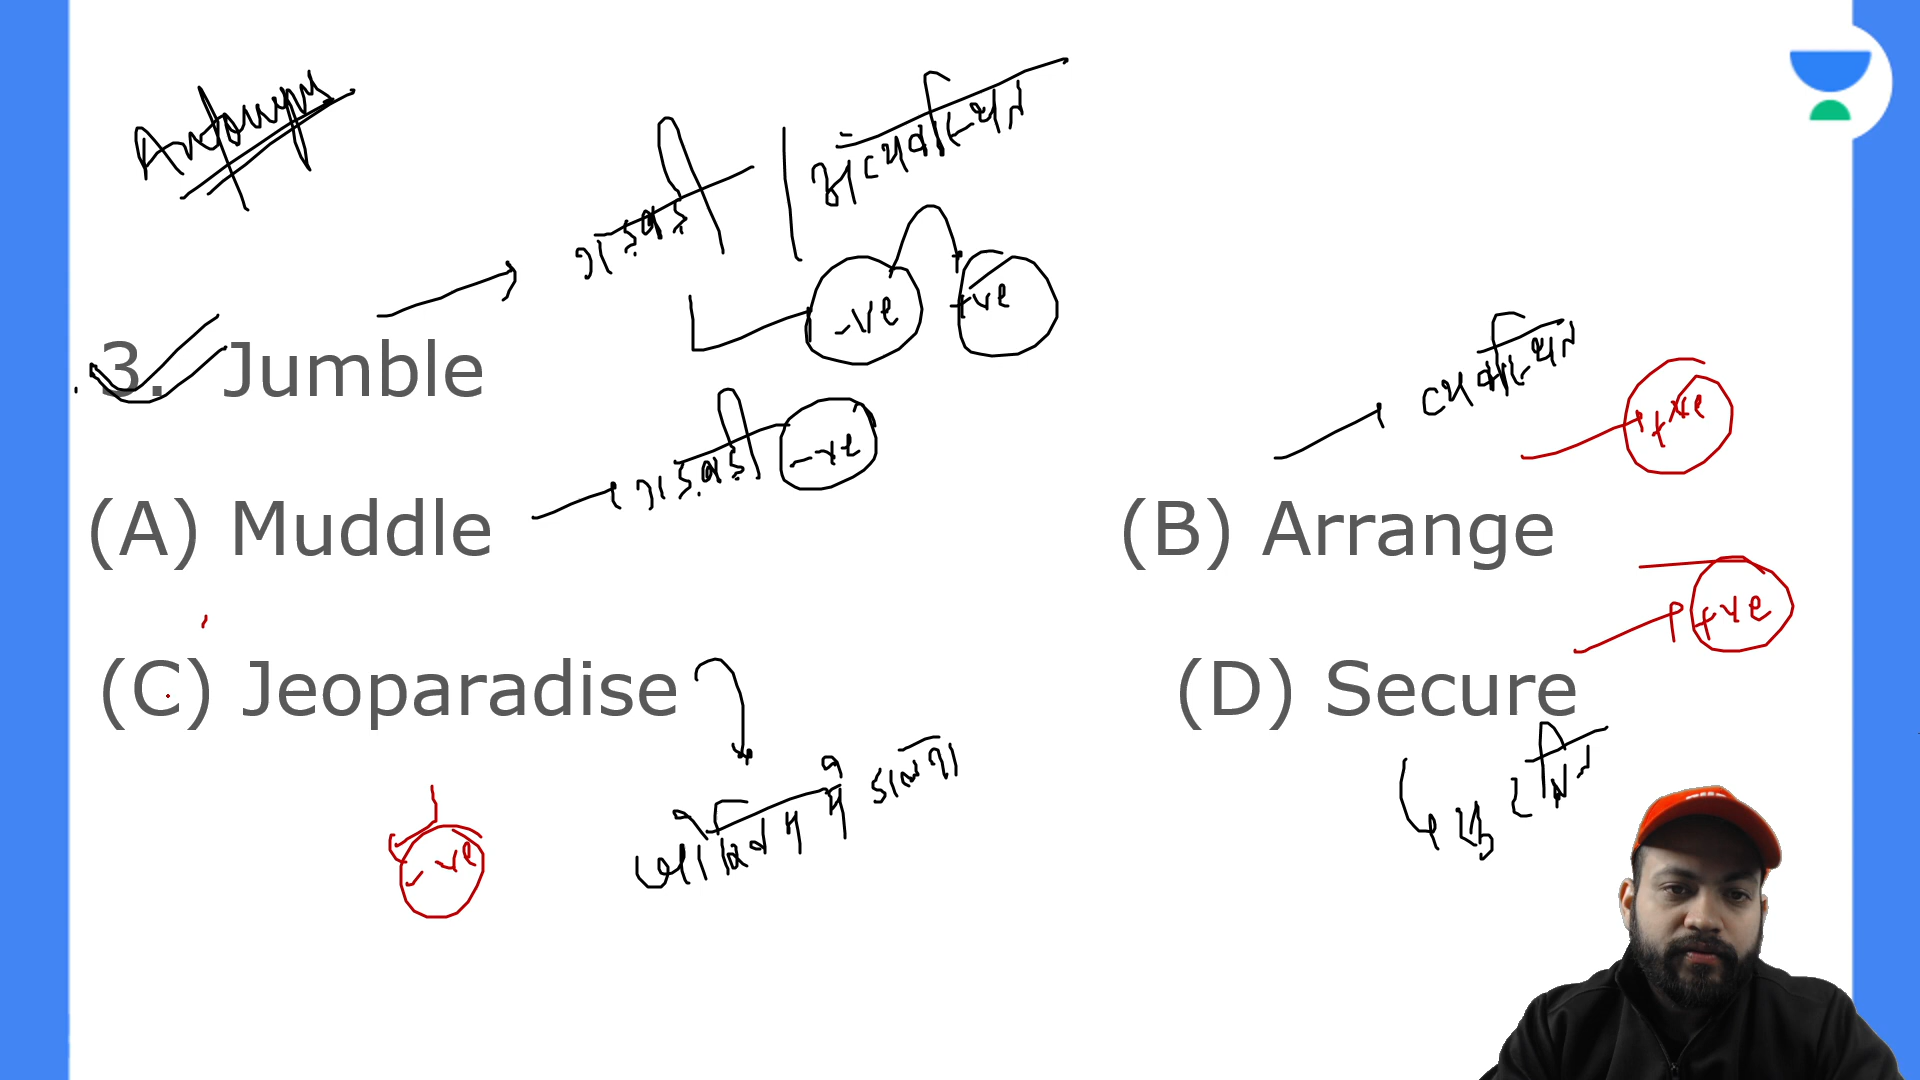 Antonyms
गड़बड़ी | अव्यवस्थित
-ve +ve
3. Jumble
गड़बड़ी -ve
व्यवस्थित +ve
(A) Muddle (B) Arrange
+ve
(C) Jeoparadise (D) Secure
में डालना
-ve
सुरक्षित